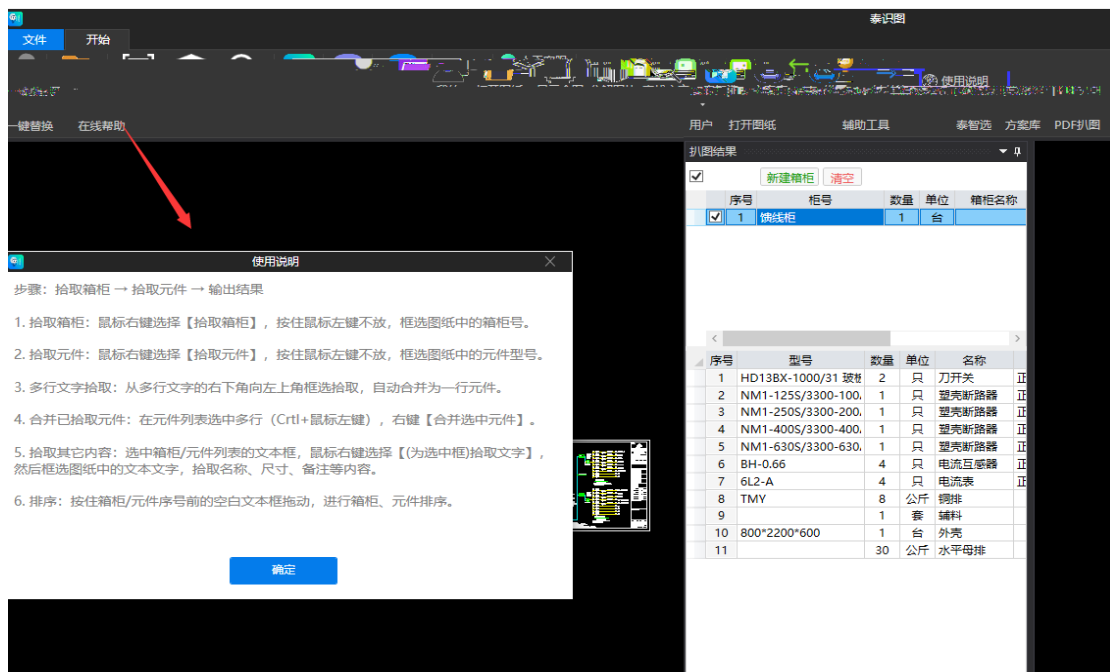 泰识图
文件 开始
使用说明
一键替换 在线帮助 用户 打开图纸 辅助工具 泰智选 方案库 PDF扒图
扒图结果
新建箱柜 清空
序号 柜号 数量 单位 箱柜名称
1 馈线柜 1 台
使用说明
步骤：拾取箱柜 → 拾取元件 → 输出结果
1. 拾取箱柜：鼠标右键选择【拾取箱柜】，按住鼠标左键不放，框选图纸中的箱柜号。
2. 拾取元件：鼠标右键选择【拾取元件】，按住鼠标左键不放，框选图纸中的元件型号。
3. 多行文字拾取：从多行文字的右下角向左上角框选拾取，自动合并为一行元件。
4. 合并已拾取元件：在元件列表选中多行（Crtl+鼠标左键），右键【合并选中元件】。
5. 拾取其它内容：选中箱柜/元件列表的文本框，鼠标右键选择【(为选中框)拾取文字】，
然后框选图纸中的文本文字，拾取名称、尺寸、备注等内容。
6. 排序：按住箱柜/元件序号前的空白文本框拖动，进行箱柜、元件排序。
确定
序号 型号 数量 单位 名称
1 HD13BX-1000/31 玻 2 只 刀开关
2 NM1-125S/3300-100. 1 只 塑壳断路器
3 NM1-250S/3300-200. 1 只 塑壳断路器
4 NM1-400S/3300-400. 1 只 塑壳断路器
5 NM1-630S/3300-630. 1 只 塑壳断路器
6 BH-0.66 4 只 电流互感器
7 6L2-A 4 只 电流表
8 TMY 8 公斤 铜排
9 1 套 辅料
10 800*2200*600 1 台 外壳
11 30 公斤 水平母排